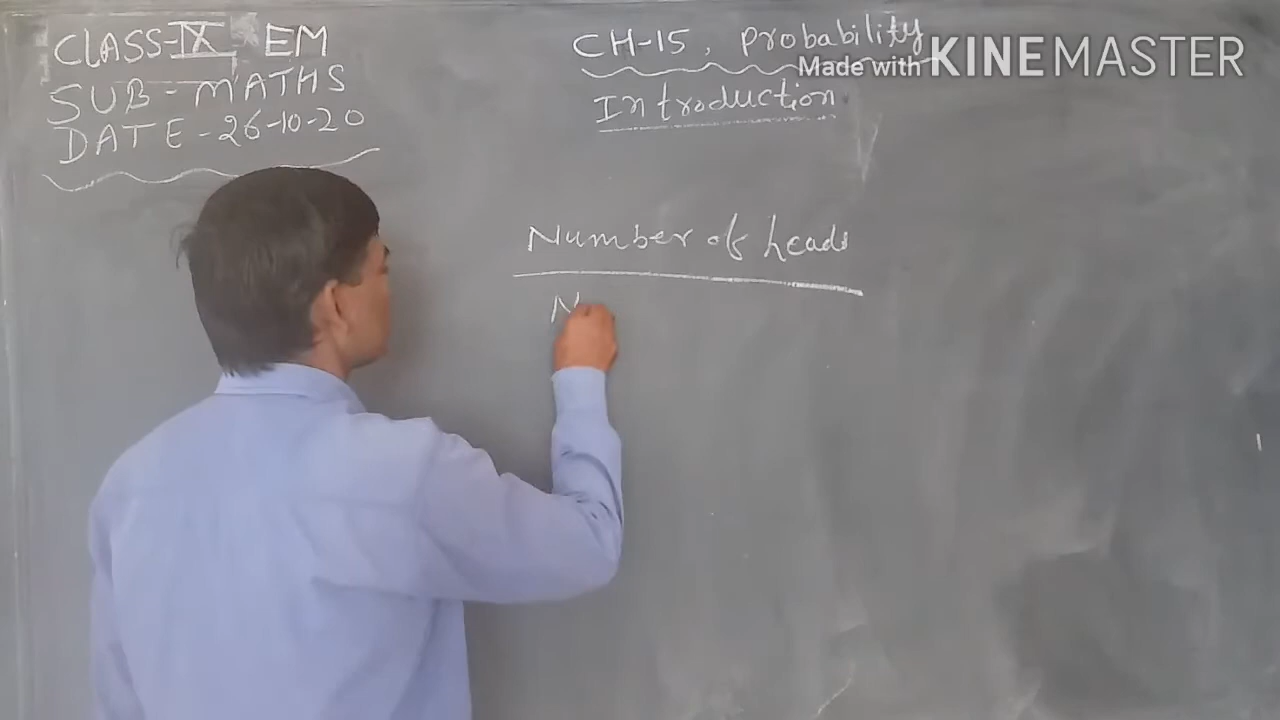 CLASS-IX EM
SUB-MATHS
DATE-26-10-20
CH-15, Probability
Made with KINEMASTER
Introduction
Number of heads
N